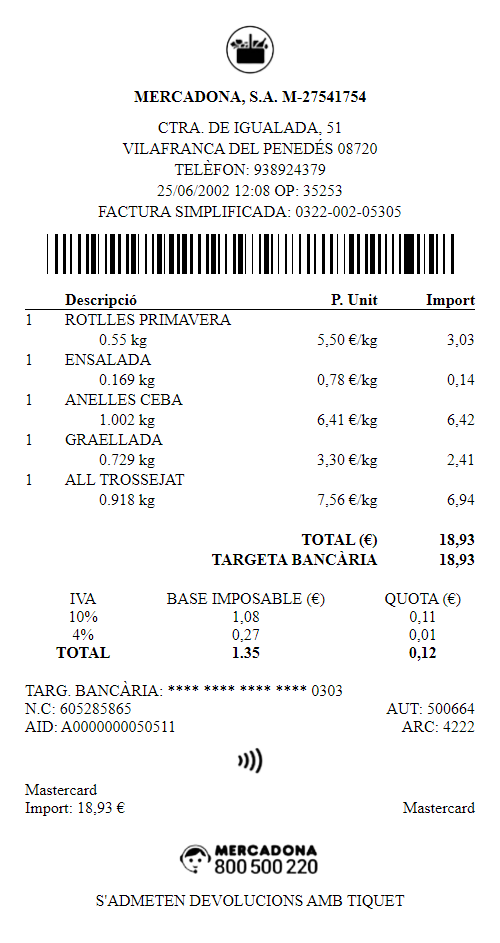 MERCADONA, S.A. M-27541754
CTRA. DE IGUALADA, 51
VILAFRANCA DEL PENEDÉS 08720
TELÈFON: 938924379
25/06/2002 12:08 OP: 35253
FACTURA SIMPLIFICADA: 0322-002-05305
Descripció P. Unit Import
1 ROTLLES PRIMAVERA
0.55 kg 5,50 €/kg 3,03
1 ENSALADA
0.169 kg 0,78 €/kg 0,14
1 ANELLES CEBA
1.002 kg 6,41 €/kg 6,42
1 GRAELLADA
0.729 kg 3,30 €/kg 2,41
1 ALL TROSSEJAT
0.918 kg 7,56 €/kg 6,94
TOTAL (€) 18,93
TARGETA BANCÀRIA 18,93
IVA BASE IMPOSABLE (€) QUOTA (€)
10% 1,08 0,11
4% 0,27 0,01
TOTAL 1.35 0,12
TARG. BANCÀRIA: **** **** **** **** 0303
N.C: 605285865 AUT: 500664
AID: A0000000050511 ARC: 4222
Mastercard
Import: 18,93 € Mastercard
MERCADONA
800 500 220
S'ADMETEN DEVOLUCIONS AMB TIQUET